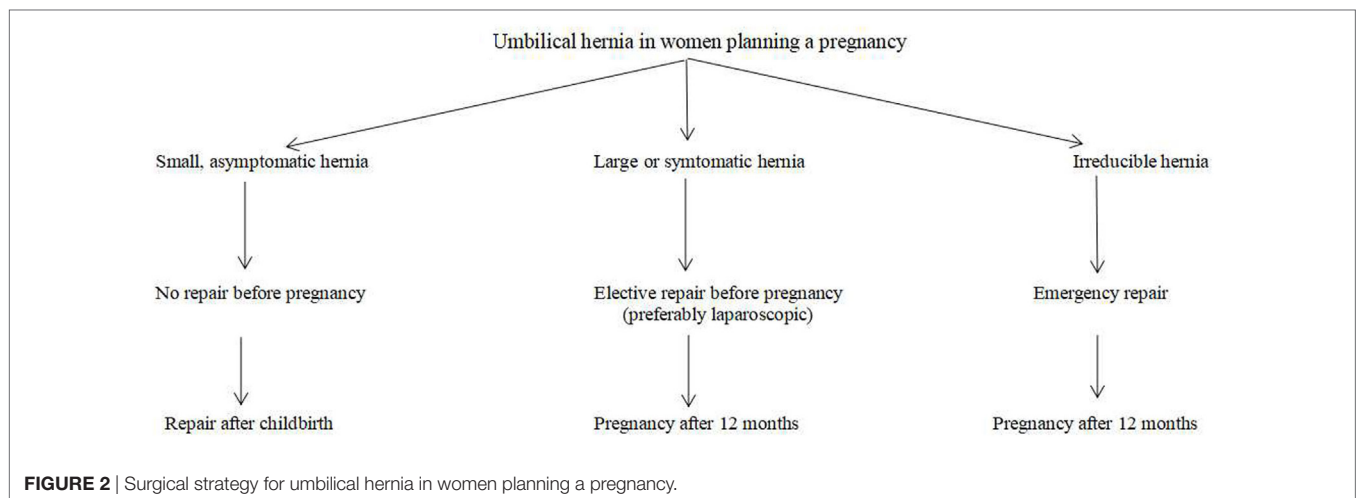 Umbilical hernia in women planning a pregnancy
Small, asymptomatic hernia
Large or symtomatic hernia
Irreducible hernia
No repair before pregnancy
Elective repair before pregnancy
(preferably laparoscopic)
Emergency repair
Repair after childbirth
Pregnancy after 12 months
Pregnancy after 12 months
FIGURE 2 | Surgical strategy for umbilical hernia in women planning a pregnancy.